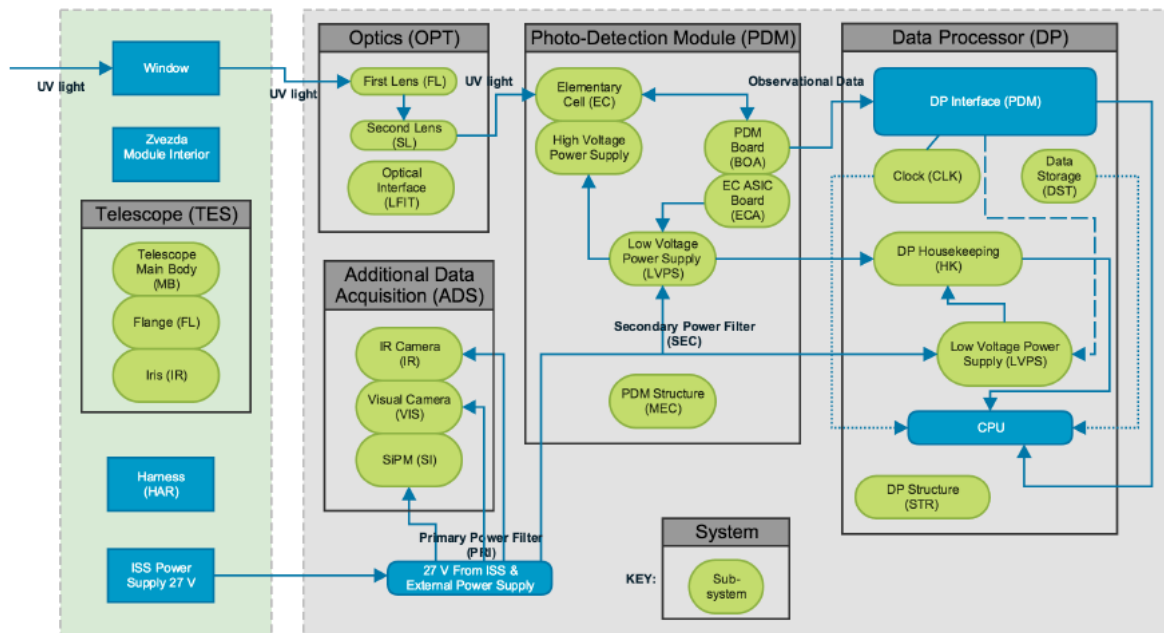 UV light
Window
UV light
Zvezda
Module Interior
Telescope (TES)
Telescope
Main Body
(MB)
Flange (FL)
Iris (IR)
Harness
(HAR)
ISS Power
Supply 27 V
Optics (OPT)
First Lens (FL)
Second Lens
(SL)
Optical
Interface
(LFIT)
UV light
Additional Data
Acquisition (ADS)
IR Camera
(IR)
Visual Camera
(VIS)
SiPM (SI)
Primary Power Filter
(PRI)
27 V From ISS &
External Power Supply
Photo-Detection Module (PDM)
Elementary
Cell (EC)
High Voltage
Power Supply
PDM
Board
(BOA)
EC ASIC
Board
(ECA)
Low Voltage
Power Supply
(LVPS)
Secondary Power Filter
(SEC)
PDM Structure
(MEC)
Observational Data
Data Processor (DP)
DP Interface (PDM)
Clock (CLK)
Data
Storage
(DST)
DP Housekeeping
(HK)
Low Voltage Power
Supply (LVPS)
CPU
DP Structure
(STR)
KEY:
System
Sub-
system